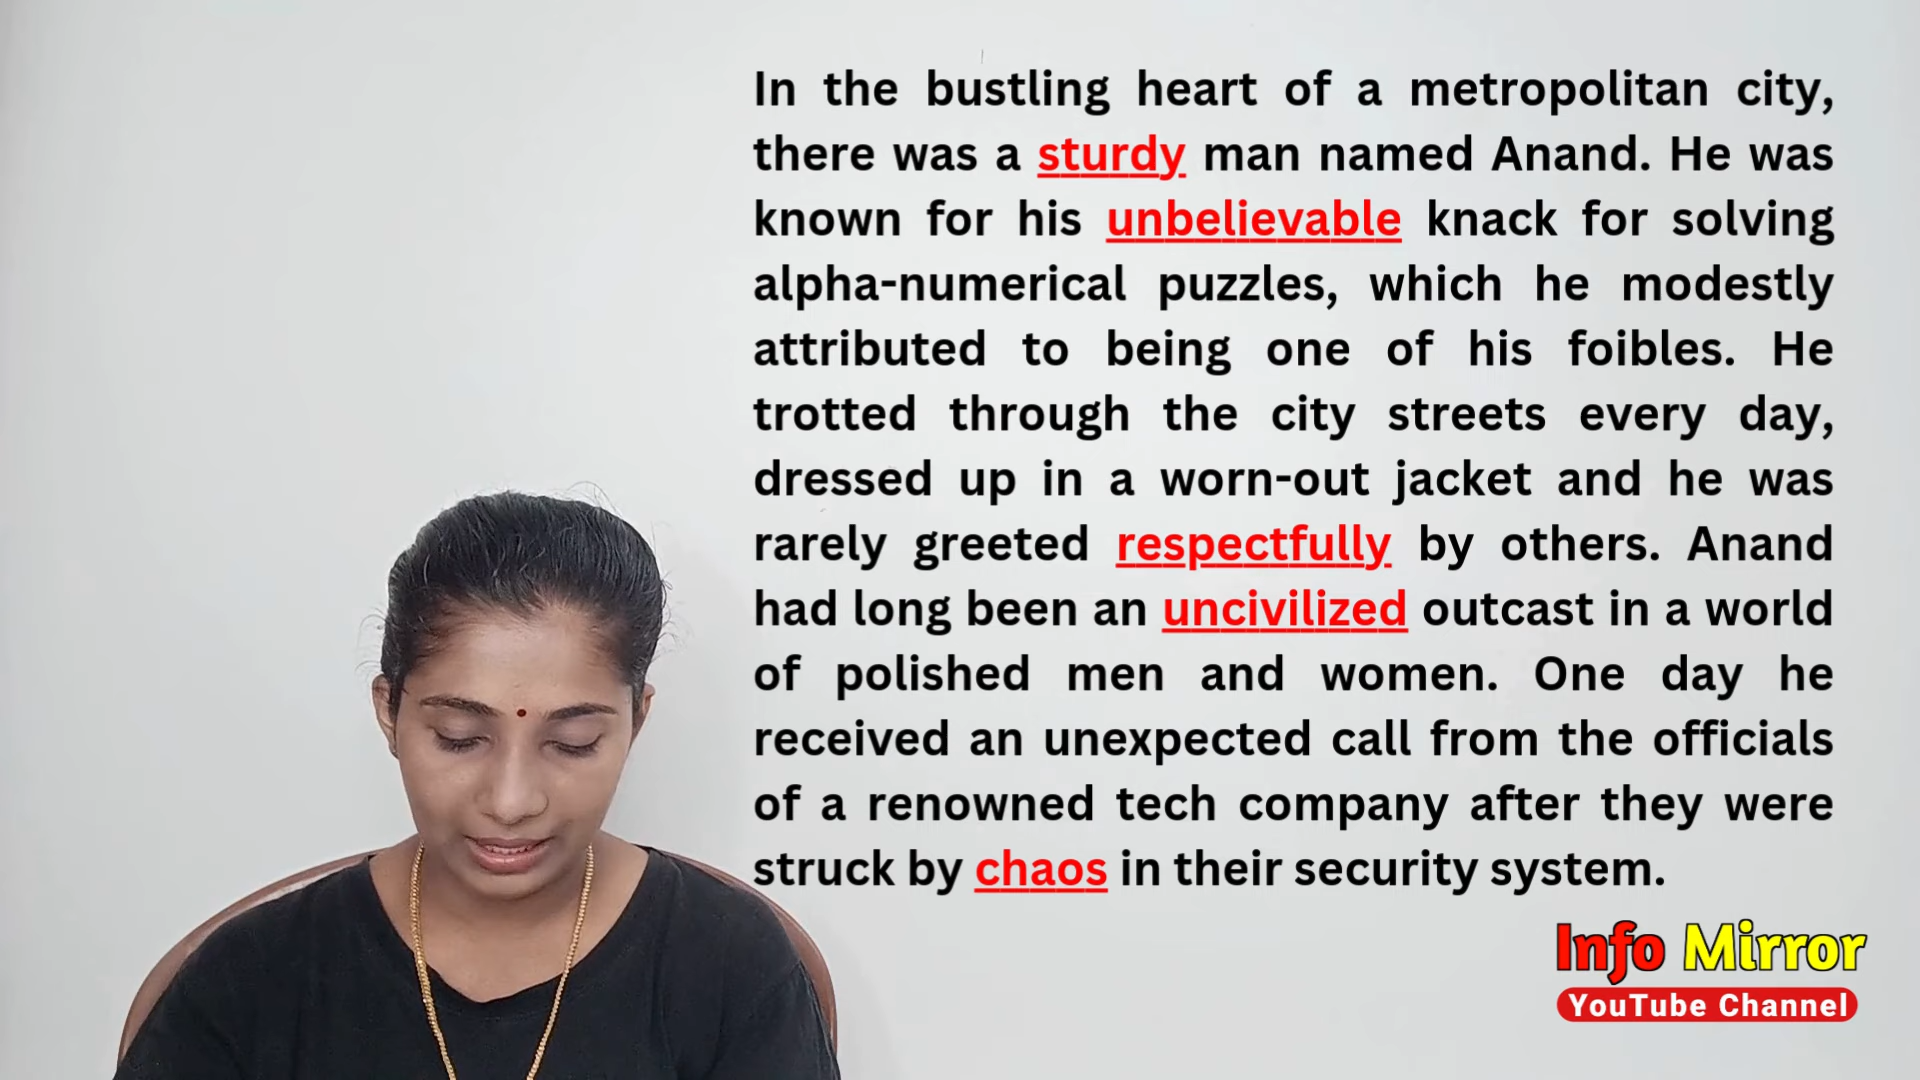 In the bustling heart of a metropolitan city,
there was a sturdy man named Anand. He was
known for his unbelievable knack for solving
alpha-numerical puzzles, which he modestly
attributed to being one of his foibles. He
trotted through the city streets every day,
dressed up in a worn-out jacket and he was
rarely greeted respectfully by others. Anand
had long been an uncivilized outcast in a world
of polished men and women. One day he
received an unexpected call from the officials
of a renowned tech company after they were
struck by chaos in their security system.
Info Mirror
YouTube Channel